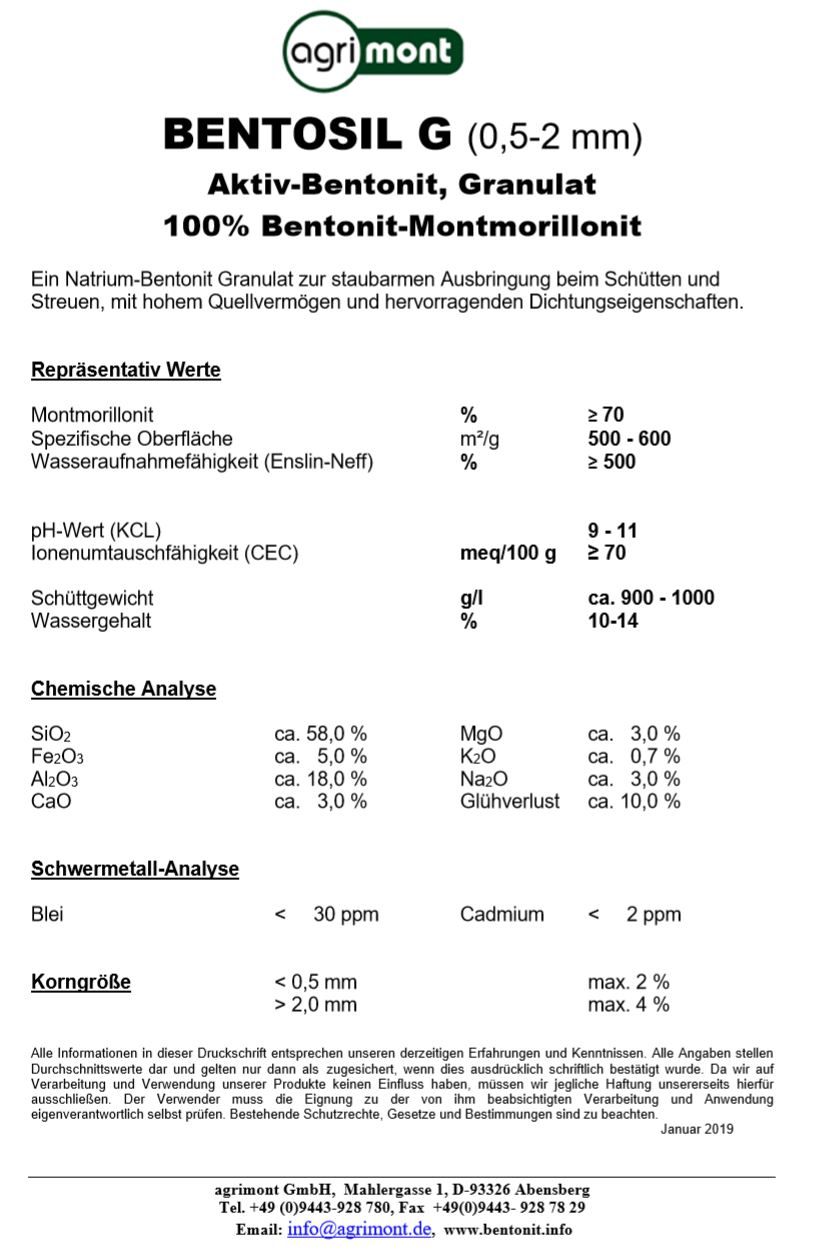 agrimont
BENTOSIL G (0,5-2 mm)
Aktiv-Bentonit, Granulat
100% Bentonit-Montmorillonit
Ein Natrium-Bentonit Granulat zur staubarmen Ausbringung beim Schütten und
Streuen, mit hohem Quellvermögen und hervorragenden Dichtungseigenschaften.
Repräsentativ Werte
Montmorillonit % ≥ 70
Spezifische Oberfläche m²/g 500 - 600
Wasseraufnahmefähigkeit (Enslin-Neff) % ≥ 500
pH-Wert (KCL) 9 - 11
Ionenumtauschfähigkeit (CEC) meq/100 g ≥ 70
Schüttgewicht g/l ca. 900 - 1000
Wassergehalt % 10-14
Chemische Analyse
SiO₂ ca. 58,0 % MgO ca. 3,0 %
Fe₂O₃ ca. 5,0 % K₂O ca. 0,7 %
Al₂O₃ ca. 18,0 % Na₂O ca. 3,0 %
CaO ca. 3,0 % Glühverlust ca. 10,0 %
Schwermetall-Analyse
Blei < 30 ppm Cadmium < 2 ppm
Korngröße < 0,5 mm max. 2 %
> 2,0 mm max. 4 %
Alle Informationen in dieser Druckschrift entsprechen unseren derzeitigen Erfahrungen und Kenntnissen. Alle Angaben stellen
Durchschnittswerte dar und gelten nur dann als zugesichert, wenn dies ausdrücklich schriftlich bestätigt wurde. Da wir auf
Verarbeitung und Verwendung unserer Produkte keinen Einfluss haben, müssen wir jegliche Haftung unsererseits hierfür
ausschließen. Der Verwender muss die Eignung zu der von ihm beabsichtigten Verarbeitung und Anwendung
eigenverantwortlich selbst prüfen. Bestehende Schutzrechte, Gesetze und Bestimmungen sind zu beachten.
Januar 2019
agrimont GmbH, Mahlergasse 1, D-93326 Abensberg
Tel. +49 (0)9443-928 780, Fax +49(0)9443- 928 78 29
Email: info@agrimont.de, www.bentonit.info